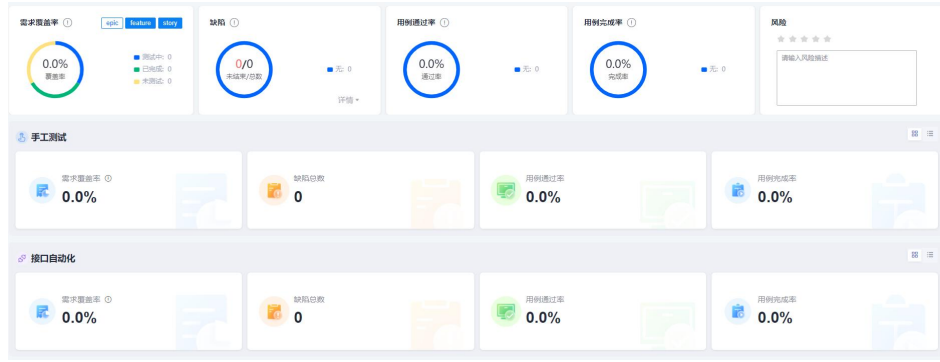 需求覆盖率
epic feature story
0.0%
覆盖率
测试中: 0
已完成: 0
未测试: 0
缺陷
0/0
未结束/总数
无: 0
详情
用例通过率
0.0%
通过率
无: 0
用例完成率
0.0%
完成率
无: 0
风险
请输入风险描述
手工测试
需求覆盖率
0.0%
缺陷总数
0
用例通过率
0.0%
用例完成率
0.0%
接口自动化
需求覆盖率
0.0%
缺陷总数
0
用例通过率
0.0%
用例完成率
0.0%